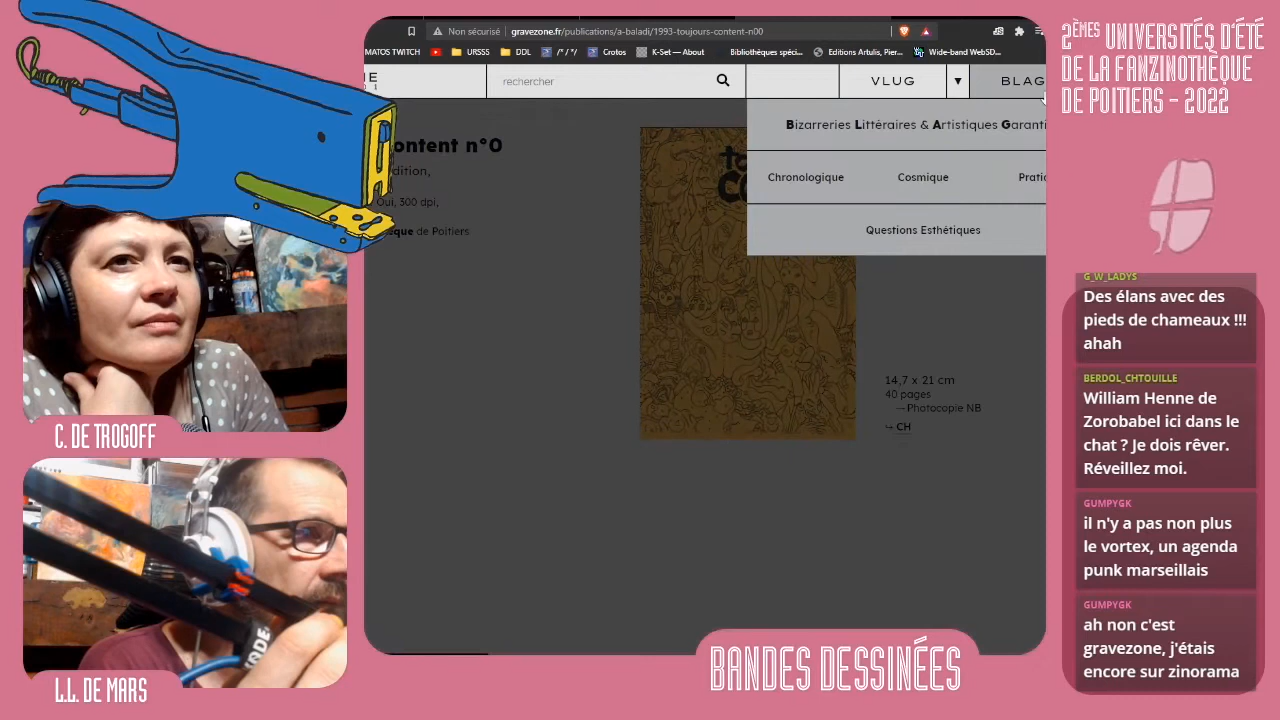 Non sécurisé | gravezone.fr/publications/a-baladi/1993-toujours-content-n00
MATOS TWITCH URSSS DDL /*/*/ Crotos K-Set — About Bibliothèques spéci... Editions Artulis, Pier... Wide-band WebSD...
rechercher
VLUG ▼ BLAG
Bizarreries Littéraires & Artistiques Garanti
Chronologique Cosmique Pratic
Questions Esthétiques
ontent n°0
dition,
Oui, 300 dpi,
que de Poitiers
14,7 x 21 cm
40 pages
— Photocopie NB
↳ CH
C. DE TROGOFF
L.L. DE MARS
BANDES DESSINÉES
2ÈMES UNIVERSITÉS D'ÉTÉ
DE LA FANZINOTHÈQUE
DE POITIERS - 2022
G_W_LADYS
Des élans avec des
pieds de chameaux !!!
ahah
BERDOL_CHTOUILLE
William Henne de
Zorobabel ici dans le
chat ? Je dois rêver.
Réveillez moi.
GUMPYGK
il n'y a pas non plus
le vortex, un agenda
punk marseillais
GUMPYGK
ah non c'est
gravezone, j'étais
encore sur zinorama